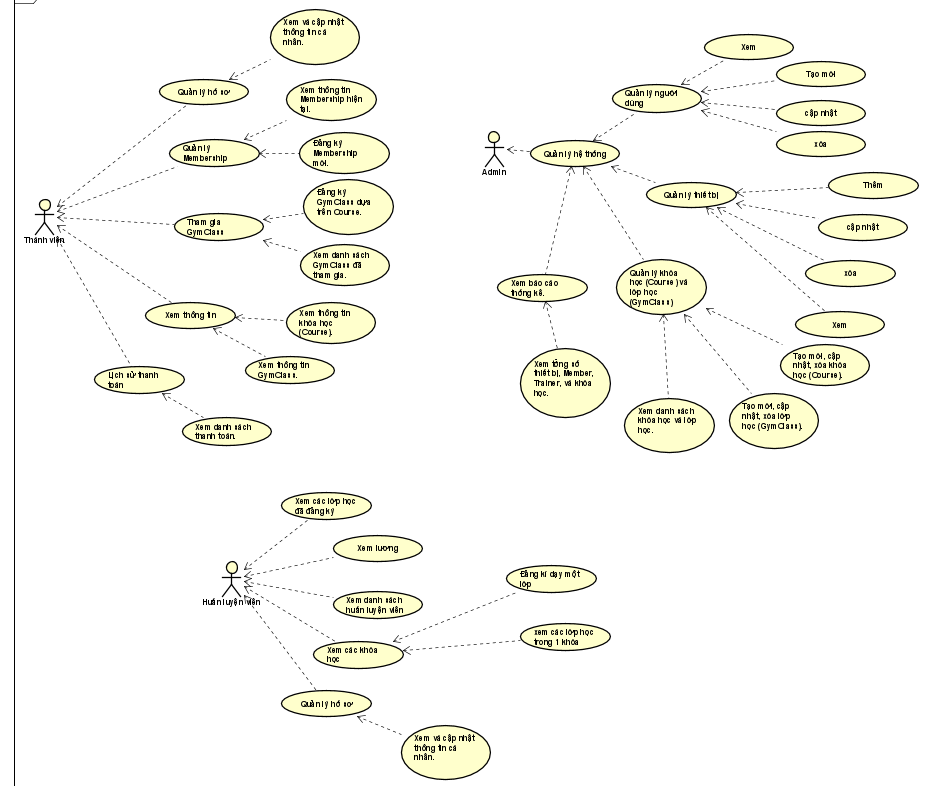 Xem và cập nhật
thông tin cá
nhân.
Quản lý hồ sơ
Xem thông tin
Membership hiện
tại.
Quản lý
Membership
Đăng ký
Membership
mới.
Đăng ký
GymClass dựa
trên Course.
Thành viên
Tham gia
GymClass
Xem danh sách
GymClass đã
tham gia.
Xem thông tin
Xem thông tin
khóa học
(Course).
Xem thông tin
GymClass.
Lịch sử thanh
toán
Xem danh sách
thanh toán.
Xem
Tạo mới
Quản lý người
dùng
cập nhật
xóa
Admin
Quản lý hệ thống
Quản lý thiết bị
Thêm
cập nhật
xóa
Xem
Xem báo cáo
thống kê.
Quản lý khóa
học (Course) và
lớp học
(GymClass)
Xem tổng số
thiết bị, Member,
Trainer, và khóa
học.
Xem danh sách
khóa học và lớp
học.
Tạo mới, cập
nhật, xóa lớp
học (GymClass).
Tạo mới, cập
nhật, xóa khóa
học (Course).
Xem các lớp học
đã đăng ký
Xem lương
Huấn luyện viên
Xem danh sách
huấn luyện viên
Đăng kí dạy một
lớp
Xem các khóa
học
xem các lớp học
trong 1 khóa
Quản lý hồ sơ
Xem và cập nhật
thông tin cá
nhân.